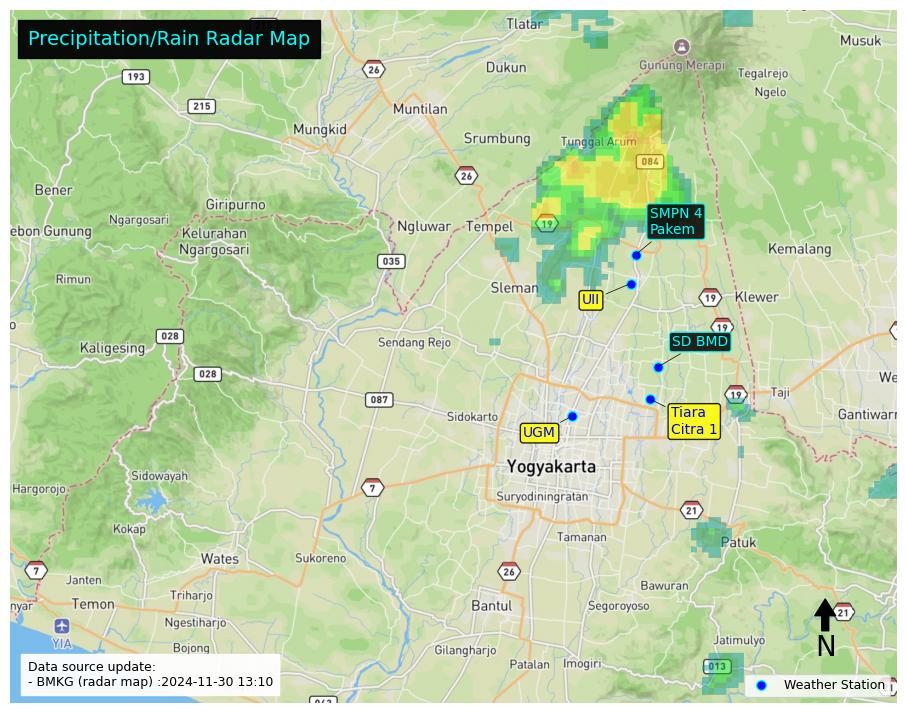 Precipitation/Rain Radar Map
Tlatar
Musuk
26
Dukun
Gunung Merapi
Tegalrejo
193
Ngelo
215
Muntilan
Mungkid
Srumbung
Tunggal Arum
084
26
Bener
Giripurno
Ngargosari
SMPN 4
Pakem
ebon Gunung
Kelurahan
Ngargosari
Ngluwar
Tempel
19
Kemalang
035
Rimun
Sleman
UII
19
Klewer
19
028
Kaligesing
Sendang Rejo
SD BMD
028
We
087
19
Taji
Sidokarto
Tiara
Citra 1
Gantiwarn
UGM
Yogyakarta
Sidowayah
Hargorojo
7
Suryodiningratan
21
Kokap
Tamanan
Patuk
Wates
Sukoreno
7
26
Janten
Bawuran
Triharjo
nyar
Temon
Bantul
Segoroyoso
21
Ngestiharjo
YIA
N
Bojong
Gilangharjo
Jatimulyo
Patalan
Imogiri
013
Data source update:
- BMKG (radar map) :2024-11-30 13:10
Weather Station